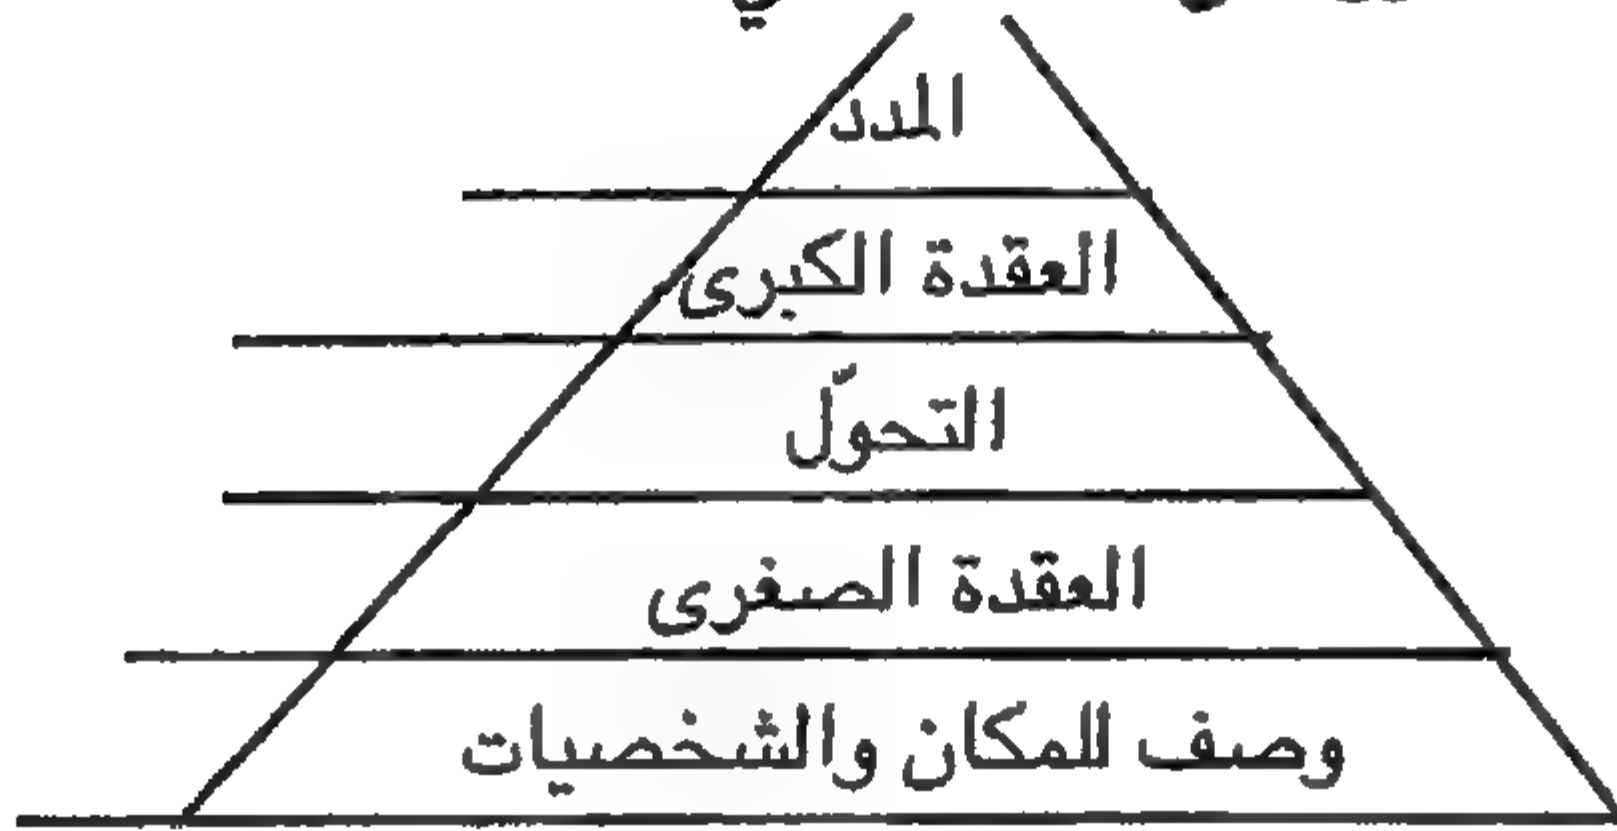 المدد
العقدة الكبرى
التحوّل
العقدة الصغرى
وصف للمكان والشخصيات